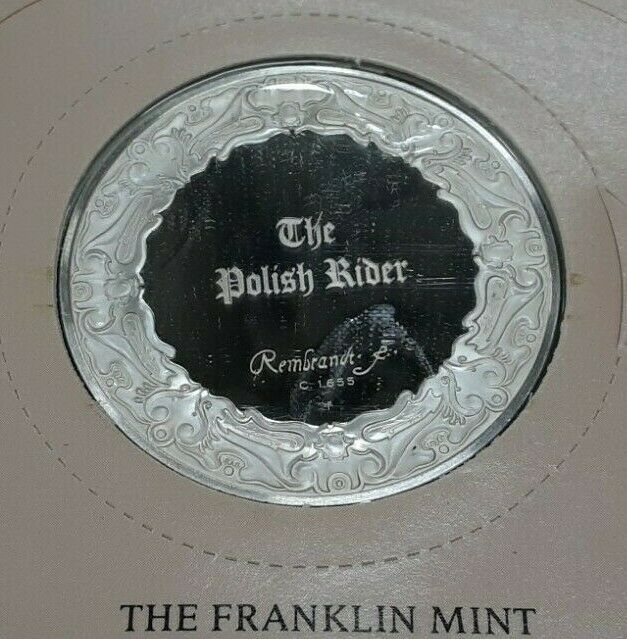 The
Polish Rider
Rembrandt f.
C. 1655
THE FRANKLIN MINT